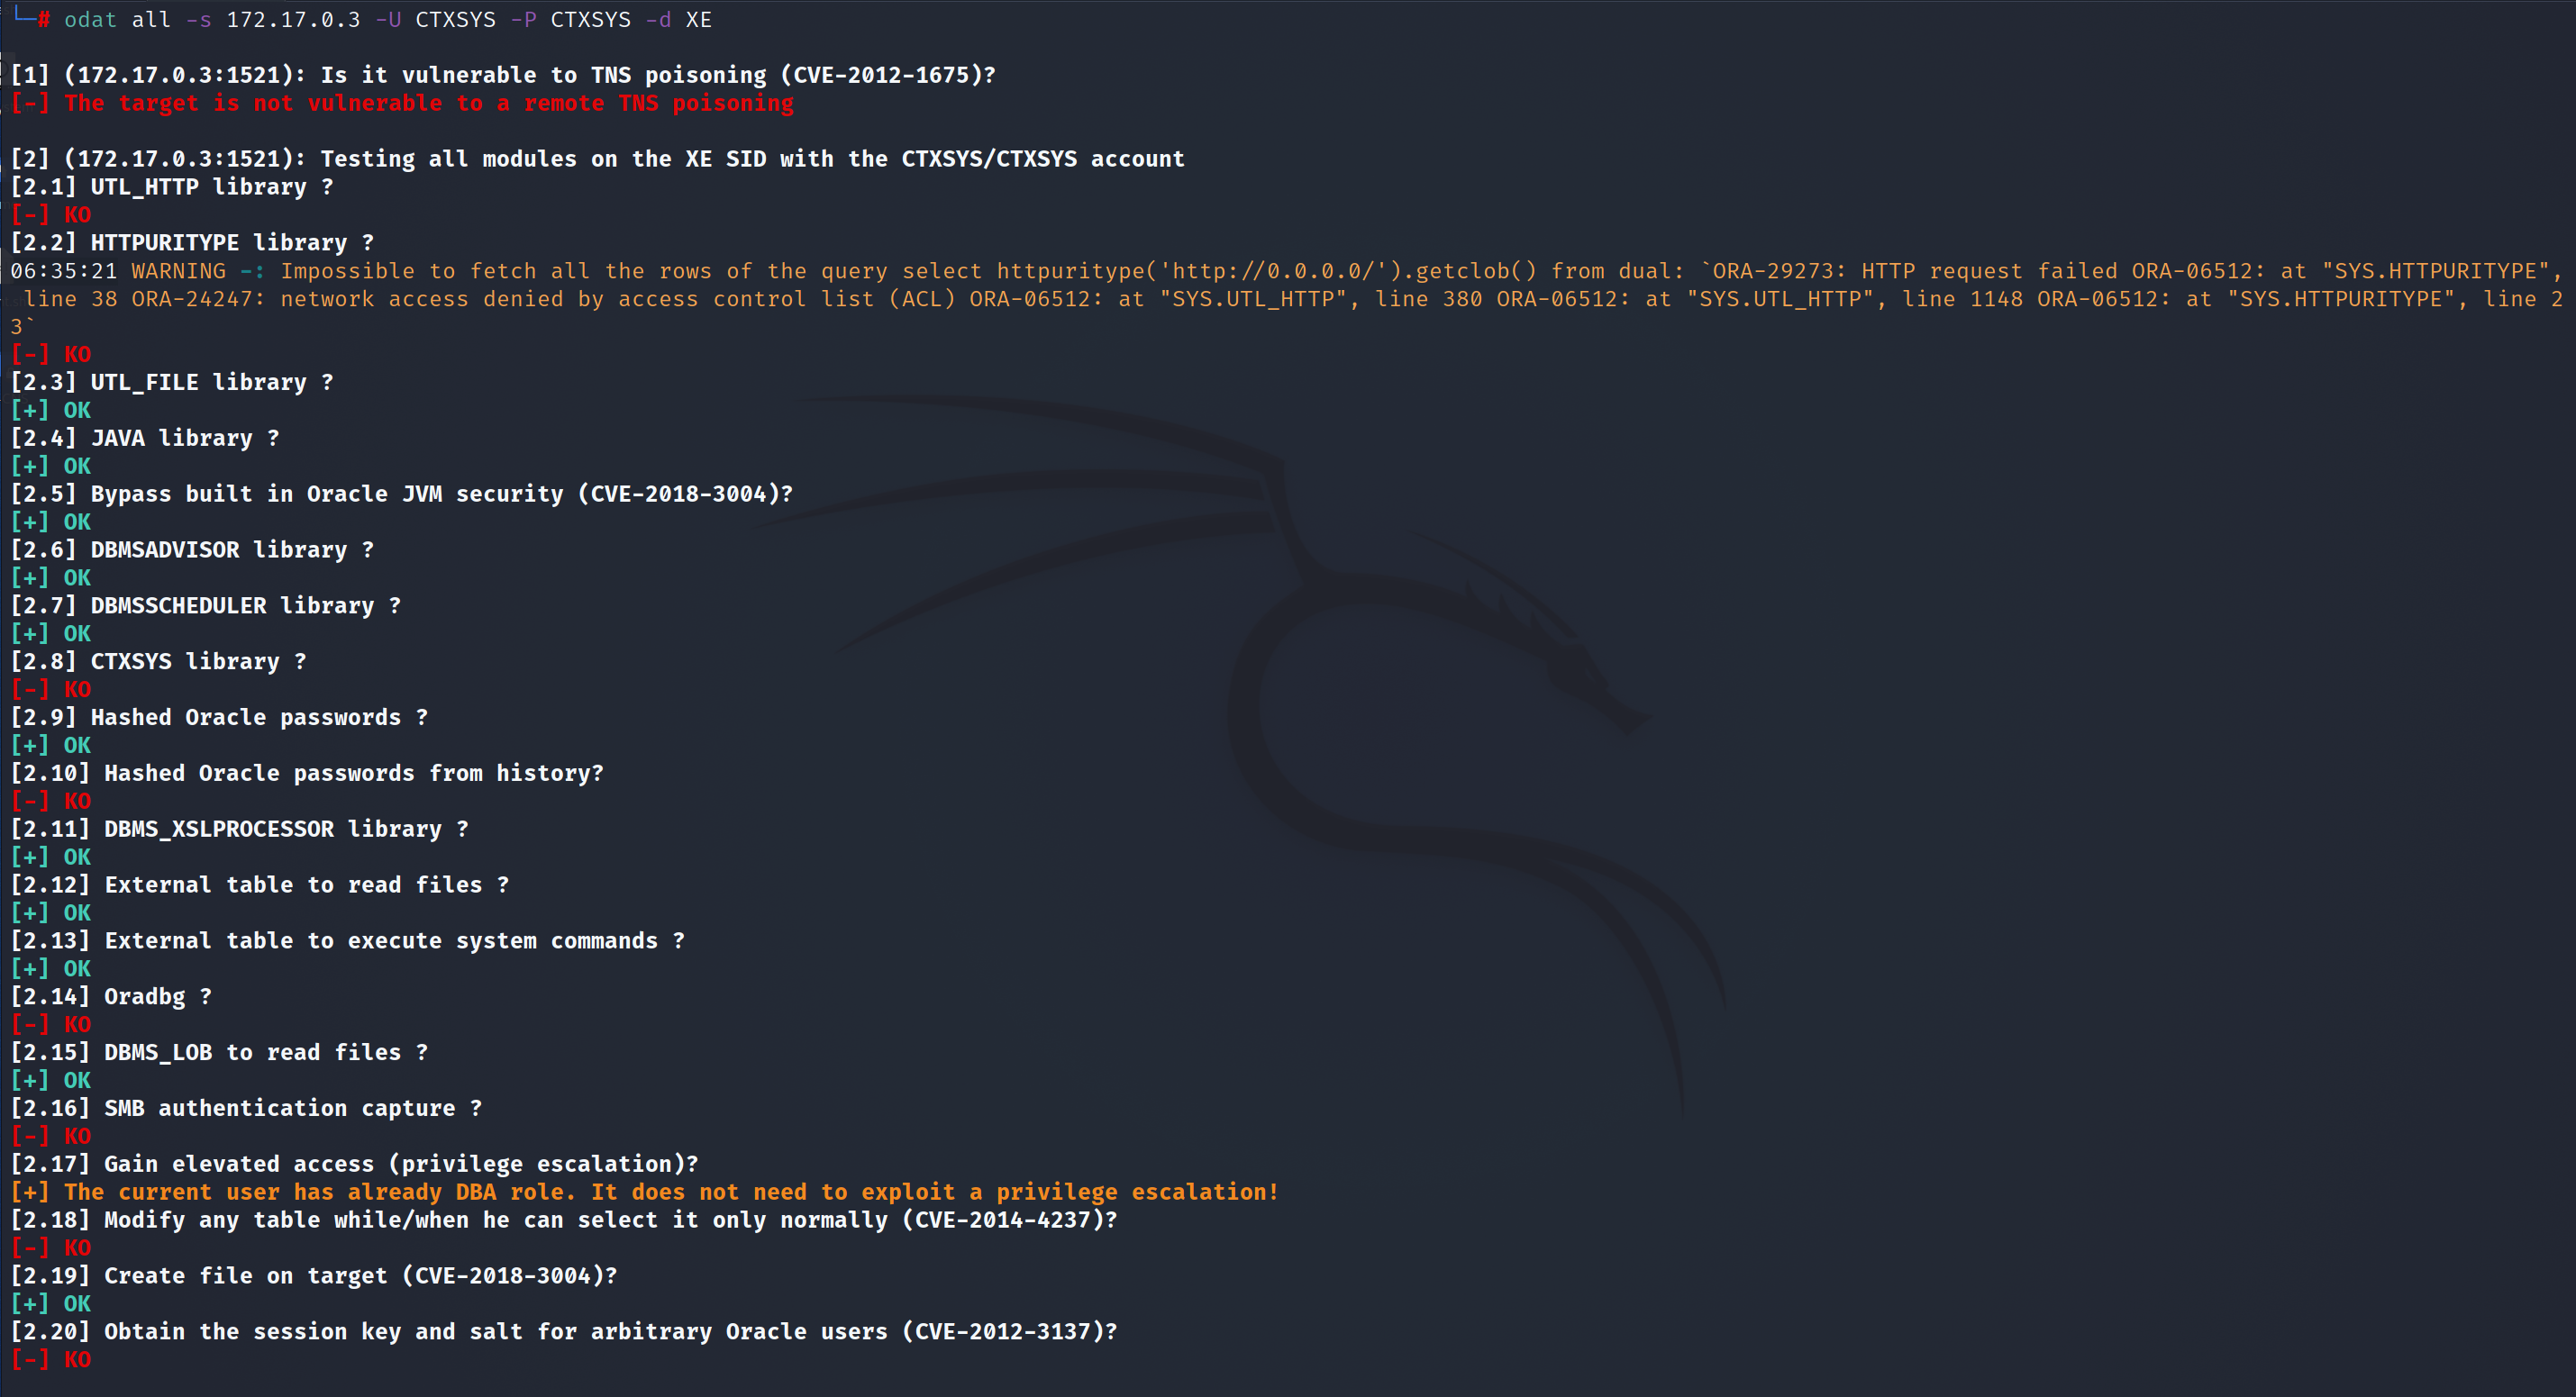 └─# odat all -s 172.17.0.3 -U CTXSYS -P CTXSYS -d XE
[1] (172.17.0.3:1521): Is it vulnerable to TNS poisoning (CVE-2012-1675)?
[-] The target is not vulnerable to a remote TNS poisoning
[2] (172.17.0.3:1521): Testing all modules on the XE SID with the CTXSYS/CTXSYS account
[2.1] UTL_HTTP library ?
[-] KO
[2.2] HTTPURITYPE library ?
06:35:21 WARNING -: Impossible to fetch all the rows of the query select httpuritype('http://0.0.0.0/').getclob() from dual: `ORA-29273: HTTP request failed ORA-06512: at "SYS.HTTPURITYPE",
line 38 ORA-24247: network access denied by access control list (ACL) ORA-06512: at "SYS.UTL_HTTP", line 380 ORA-06512: at "SYS.UTL_HTTP", line 1148 ORA-06512: at "SYS.HTTPURITYPE", line 2
3`
[-] KO
[2.3] UTL_FILE library ?
[+] OK
[2.4] JAVA library ?
[+] OK
[2.5] Bypass built in Oracle JVM security (CVE-2018-3004)?
[+] OK
[2.6] DBMSADVISOR library ?
[+] OK
[2.7] DBMSSCHEDULER library ?
[+] OK
[2.8] CTXSYS library ?
[-] KO
[2.9] Hashed Oracle passwords ?
[+] OK
[2.10] Hashed Oracle passwords from history?
[-] KO
[2.11] DBMS_XSLPROCESSOR library ?
[+] OK
[2.12] External table to read files ?
[+] OK
[2.13] External table to execute system commands ?
[+] OK
[2.14] Oradbg ?
[-] KO
[2.15] DBMS_LOB to read files ?
[+] OK
[2.16] SMB authentication capture ?
[-] KO
[2.17] Gain elevated access (privilege escalation)?
[+] The current user has already DBA role. It does not need to exploit a privilege escalation!
[2.18] Modify any table while/when he can select it only normally (CVE-2014-4237)?
[-] KO
[2.19] Create file on target (CVE-2018-3004)?
[+] OK
[2.20] Obtain the session key and salt for arbitrary Oracle users (CVE-2012-3137)?
[-] KO